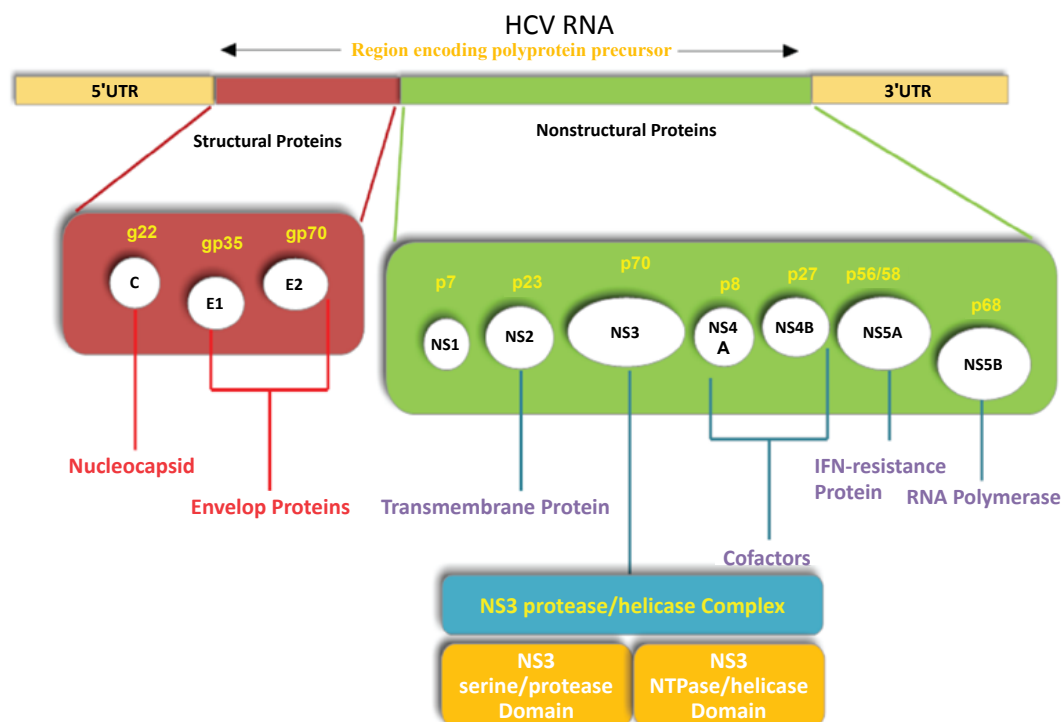 HCV RNA
Region encoding polyprotein precursor
5'UTR
3'UTR
Structural Proteins
Nonstructural Proteins
g22
gp35
gp70
C
E1
E2
p7
p23
p70
p8
p27
p56/58
p68
NS1
NS2
NS3
NS4
A
NS4B
NS5A
NS5B
Nucleocapsid
Envelop Proteins
Transmembrane Protein
Cofactors
IFN-resistance
Protein
RNA Polymerase
NS3 protease/helicase Complex
NS3
serine/protease
Domain
NS3
NTPase/helicase
Domain